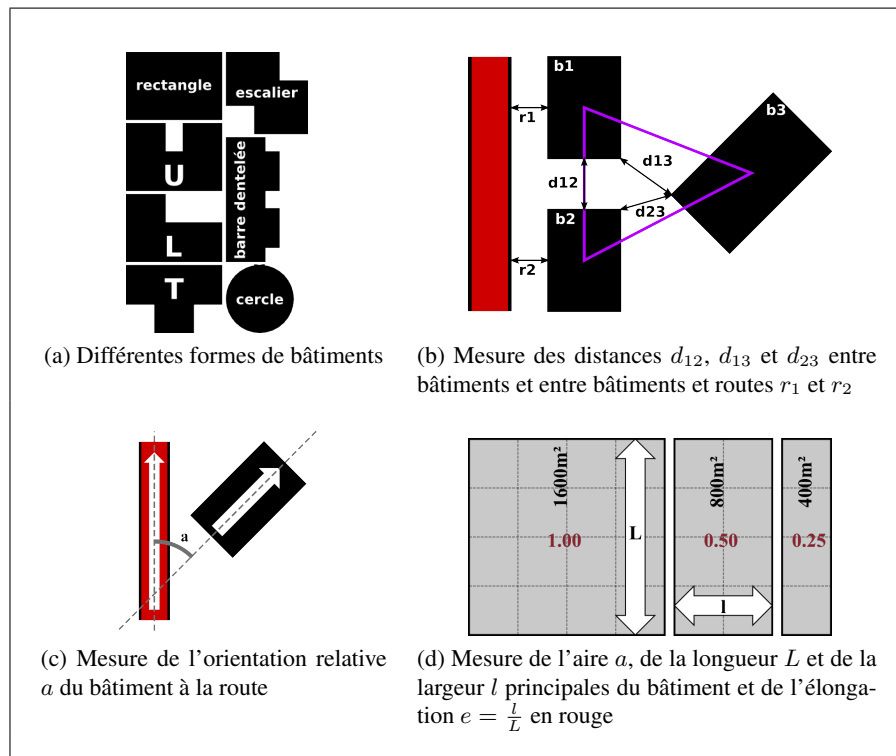 rectangle
escalier
U
barre dentelée
L
T
cercle
(a) Différentes formes de bâtiments
b1
b3
r1
d13
d12
b2
d23
r2
(b) Mesure des distances d12, d13 et d23 entre
bâtiments et entre bâtiments et routes r1 et r2
a
(c) Mesure de l'orientation relative
a du bâtiment à la route
1600m²
800m²
400m²
1.00
L
0.50
0.25
l
(d) Mesure de l'aire a, de la longueur L et de la
largeur l principales du bâtiment et de l'élon-
gation e = l/L en rouge